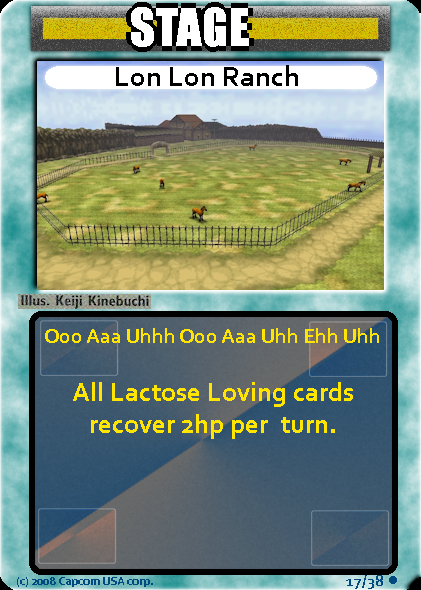 STAGE
Lon Lon Ranch
Illus. Keiji Kinebuchi
Ooo Aaa Uhhh Ooo Aaa Uhh Ehh Uhh
All Lactose Loving cards
recover 2hp per turn.
(c) 2008 Capcom USA corp.
17/38